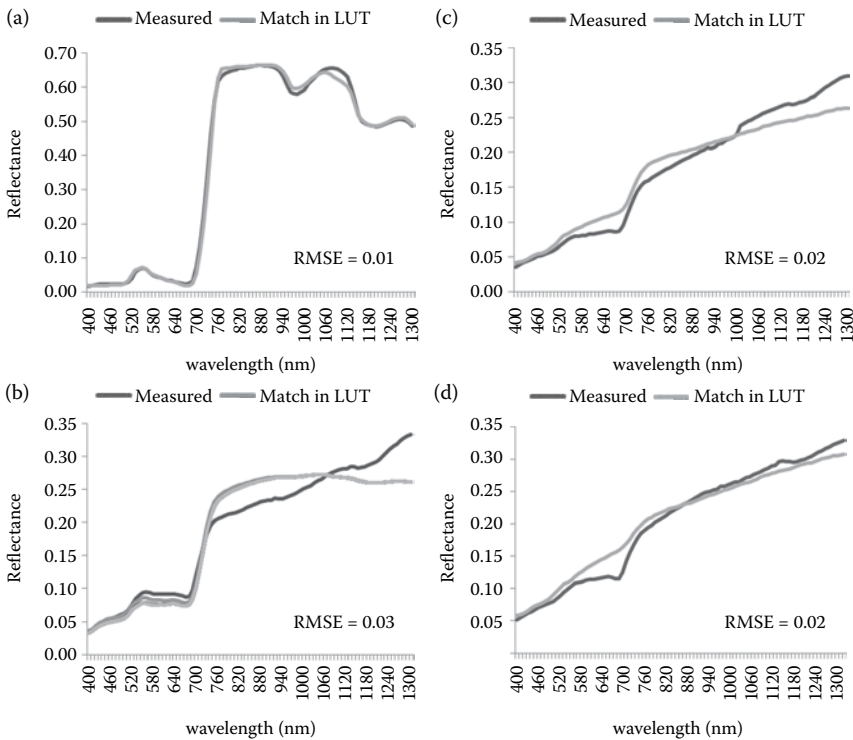 (a)
Measured Match in LUT
0.70
0.60
0.50
0.40
0.30
0.20
0.10
0.00
Reflectance
RMSE = 0.01
400 460 520 580 640 700 760 820 880 940 1000 1060 1120 1180 1240 1300
wavelength (nm)
(c)
Measured Match in LUT
0.35
0.30
0.25
0.20
0.15
0.10
0.05
0.00
Reflectance
RMSE = 0.02
400 460 520 580 640 700 760 820 880 940 1000 1060 1120 1180 1240 1300
wavelength (nm)
(b)
Measured Match in LUT
0.35
0.30
0.25
0.20
0.15
0.10
0.05
0.00
Reflectance
RMSE = 0.03
400 460 520 580 640 700 760 820 880 940 1000 1060 1120 1180 1240 1300
wavelength (nm)
(d)
Measured Match in LUT
0.35
0.30
0.25
0.20
0.15
0.10
0.05
Reflectance
RMSE = 0.02
400 460 520 580 640 700 760 820 880 940 1000 1060 1120 1180 1240 1300
wavelength (nm)